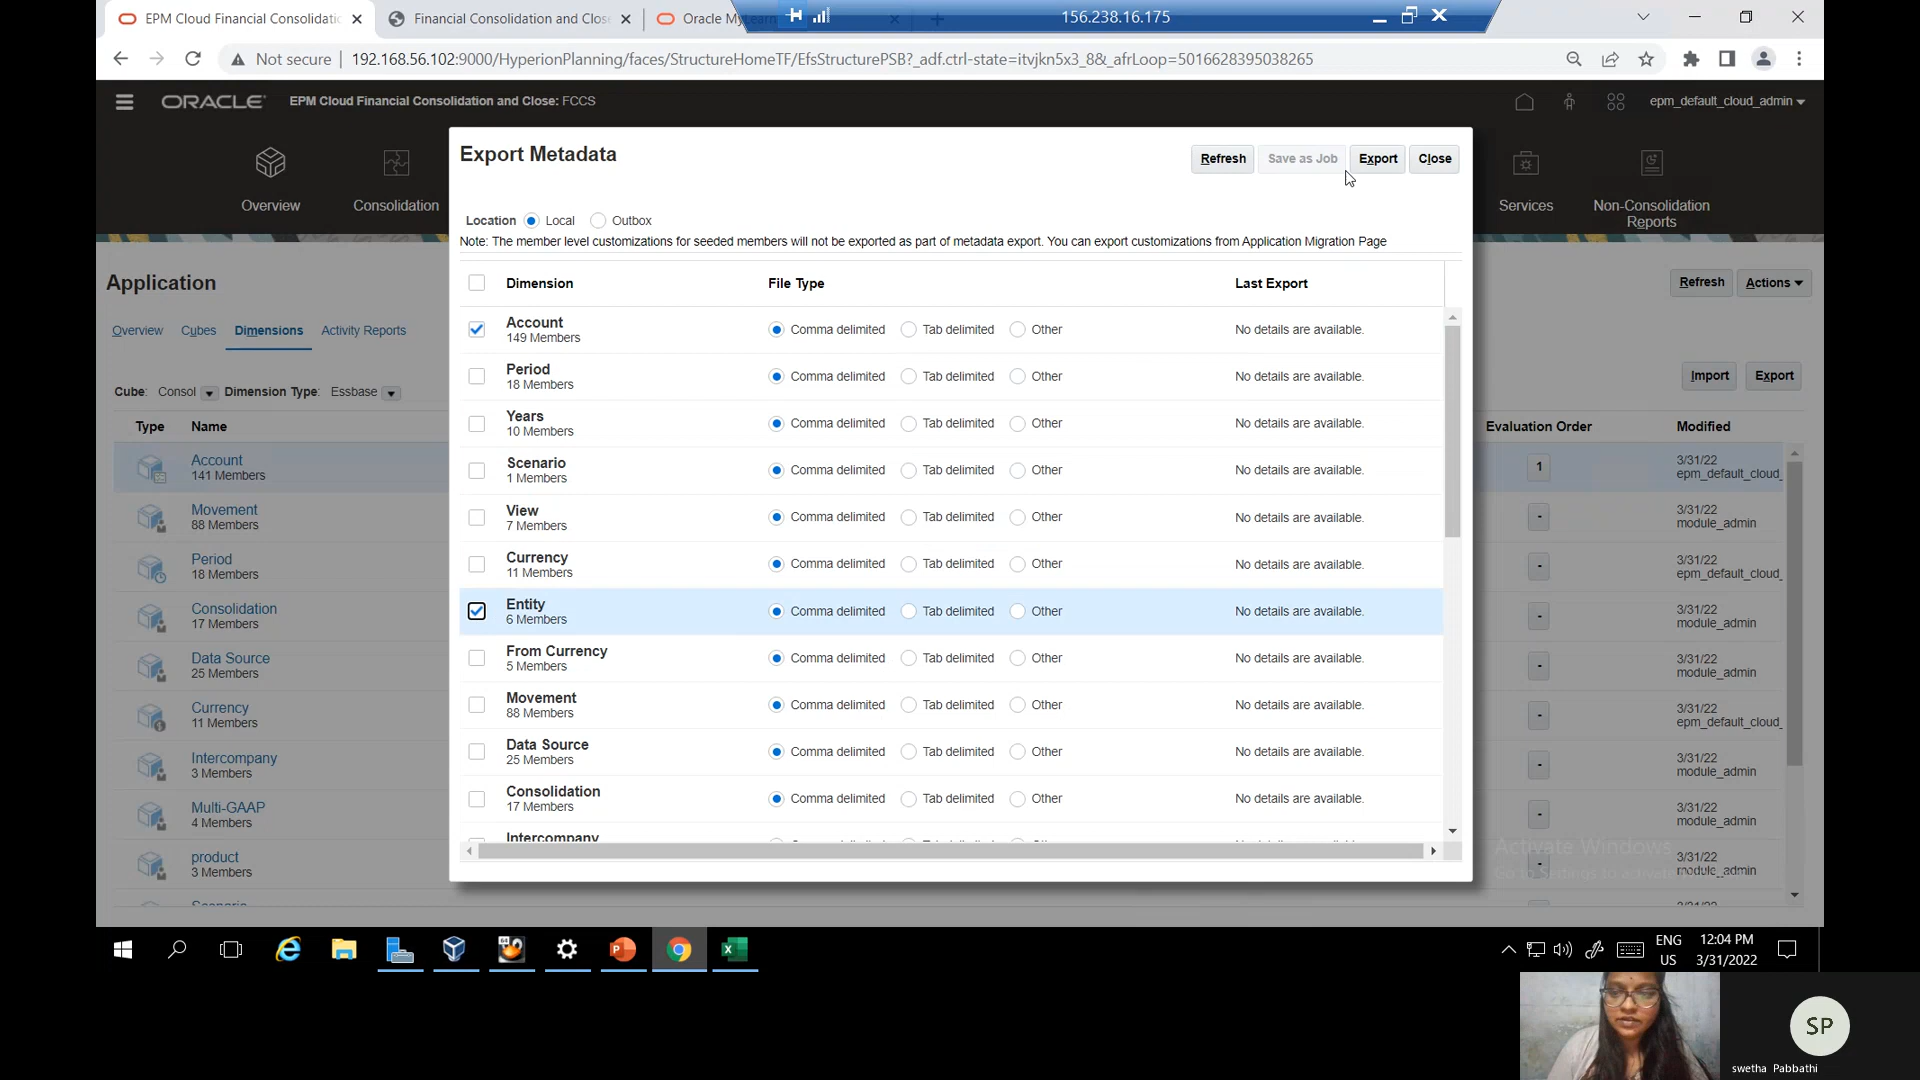 EPM Cloud Financial Consolidatio
Financial Consolidation and Close
Oracle MyLearn
156.238.16.175
Not secure
192.168.56.102:9000/HyperionPlanning/faces/StructureHomeTF/EfsStructurePSB?_adf.ctrl-state=itvjkn5x3_8&_afrLoop=5016628395038265
ORACLE
EPM Cloud Financial Consolidation and Close: FCCS
epm_default_cloud_admin
Overview
Consolidation
Services
Non-Consolidation
Reports
Application
Refresh
Actions
Overview
Cubes
Dimensions
Activity Reports
Cube: Consol
Dimension Type: Essbase
Import
Export
Type
Name
Evaluation Order
Modified
Account
141 Members
1
3/31/22
epm_default_cloud_
Movement
88 Members
-
3/31/22
module_admin
Period
18 Members
-
3/31/22
epm_default_cloud_
Consolidation
17 Members
-
3/31/22
module_admin
Data Source
25 Members
-
3/31/22
module_admin
Currency
11 Members
-
3/31/22
epm_default_cloud_
Intercompany
3 Members
-
3/31/22
module_admin
Multi-GAAP
4 Members
-
3/31/22
module_admin
product
3 Members
-
3/31/22
module_admin
Export Metadata
Refresh
Save as Job
Export
Close
Location Local Outbox
Note: The member level customizations for seeded members will not be exported as part of metadata export. You can export customizations from Application Migration Page
Dimension File Type Last Export
Account
149 Members
Comma delimited Tab delimited Other No details are available.
Period
18 Members
Comma delimited Tab delimited Other No details are available.
Years
10 Members
Comma delimited Tab delimited Other No details are available.
Scenario
1 Members
Comma delimited Tab delimited Other No details are available.
View
7 Members
Comma delimited Tab delimited Other No details are available.
Currency
11 Members
Comma delimited Tab delimited Other No details are available.
Entity
6 Members
Comma delimited Tab delimited Other No details are available.
From Currency
5 Members
Comma delimited Tab delimited Other No details are available.
Movement
88 Members
Comma delimited Tab delimited Other No details are available.
Data Source
25 Members
Comma delimited Tab delimited Other No details are available.
Consolidation
17 Members
Comma delimited Tab delimited Other No details are available.
Intercompany
Activate Windows
Go to Settings to activate
ENG
US
12:04 PM
3/31/2022
SP
swetha Pabbathi